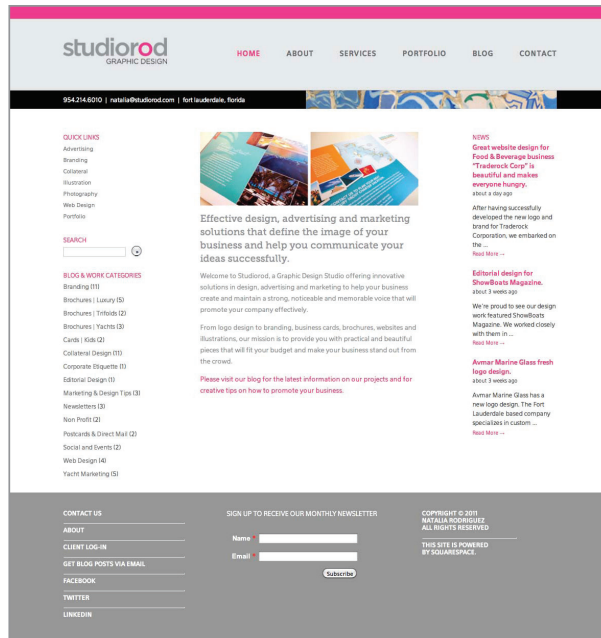 studiorod
GRAPHIC DESIGN
HOME ABOUT SERVICES PORTFOLIO BLOG CONTACT
954.214.6010 | natalia@studiorod.com | fort lauderdale, florida
QUICK LINKS
Advertising
Branding
Collateral
Illustration
Photography
Web Design
Portfolio
SEARCH
BLOG & WORK CATEGORIES
Branding (11)
Brochures | Luxury (5)
Brochures | Trifolds (2)
Brochures | Yachts (3)
Cards | Kids (2)
Collateral Design (11)
Corporate Etiquette (1)
Editorial Design (1)
Marketing & Design Tips (3)
Newsletters (3)
Non Profit (2)
Postcards & Direct Mail (2)
Social and Events (2)
Web Design (4)
Yacht Marketing (5)
Effective design, advertising and marketing
solutions that define the image of your
business and help you communicate your
ideas successfully.
Welcome to Studiorod, a Graphic Design Studio offering innovative
solutions in design, advertising and marketing to help your business
create and maintain a strong, noticeable and memorable voice that will
promote your company effectively.
From logo design to branding, business cards, brochures, websites and
illustrations, our mission is to provide you with practical and beautiful
pieces that will fit your budget and make your business stand out from
the crowd.
Please visit our blog for the latest information on our projects and for
creative tips on how to promote your business.
NEWS
Great website design for
Food & Beverage business
"Traderock Corp" is
beautiful and makes
everyone hungry.
about a day ago
After having successfully
developed the new logo and
brand for Traderock
Corporation, we embarked on
the ...
Read More →
Editorial design for
ShowBoats Magazine.
about 3 weeks ago
We're proud to see our design
work featured ShowBoats
Magazine. We worked closely
with them in ...
Read More →
Avmar Marine Glass fresh
logo design.
about 3 weeks ago
Avmar Marine Glass has a
new logo design. The Fort
Lauderdale based company
specializes in custom ...
Read More →
CONTACT US
ABOUT
CLIENT LOG-IN
GET BLOG POSTS VIA EMAIL
FACEBOOK
TWITTER
LINKEDIN
SIGN UP TO RECEIVE OUR MONTHLY NEWSLETTER
Name *
Email *
Subscribe
COPYRIGHT © 2011
NATALIA RODRIGUEZ
ALL RIGHTS RESERVED
THIS SITE IS POWERED
BY SQUARESPACE.